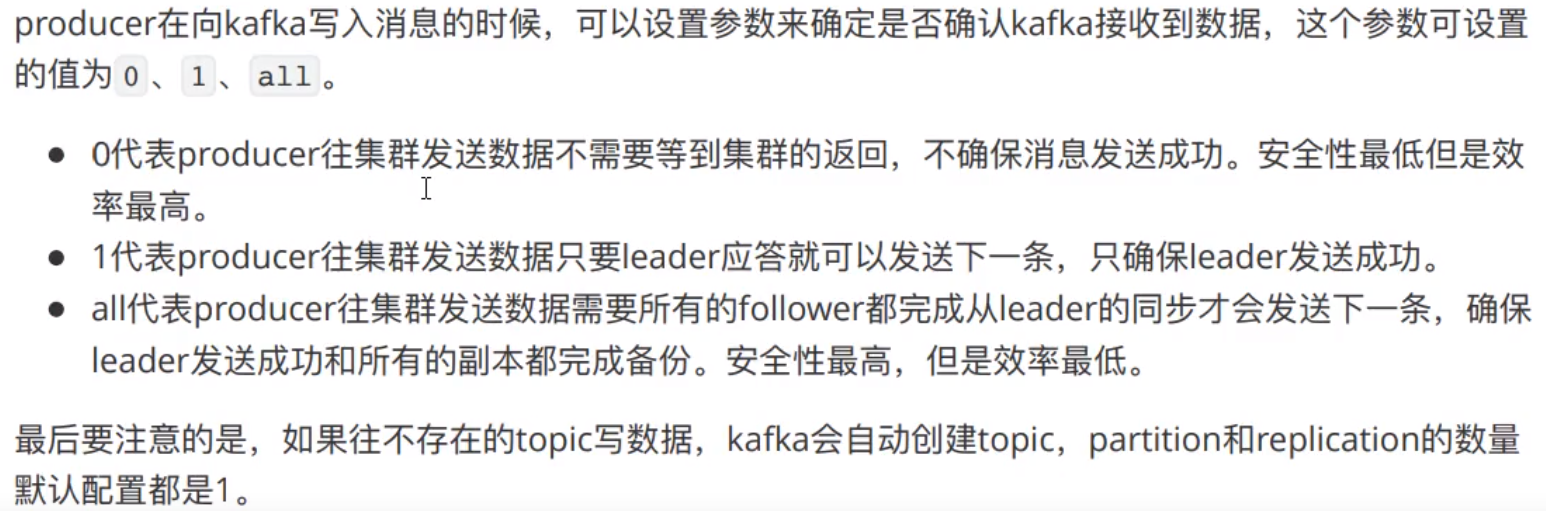 producer在向kafka写入消息的时候，可以设置参数来确定是否确认kafka接收到数据，这个参数可设置
的值为 0 、 1 、 all 。
● 0代表producer往集群发送数据不需要等到集群的返回，不确保消息发送成功。安全性最低但是效
率最高。
● 1代表producer往集群发送数据只要leader应答就可以发送下一条，只确保leader发送成功。
● all代表producer往集群发送数据需要所有的follower都完成从leader的同步才会发送下一条，确保
leader发送成功和所有的副本都完成备份。安全性最高，但是效率最低。
最后要注意的是，如果往不存在的topic写数据，kafka会自动创建topic，partition和replication的数量
默认配置都是1。